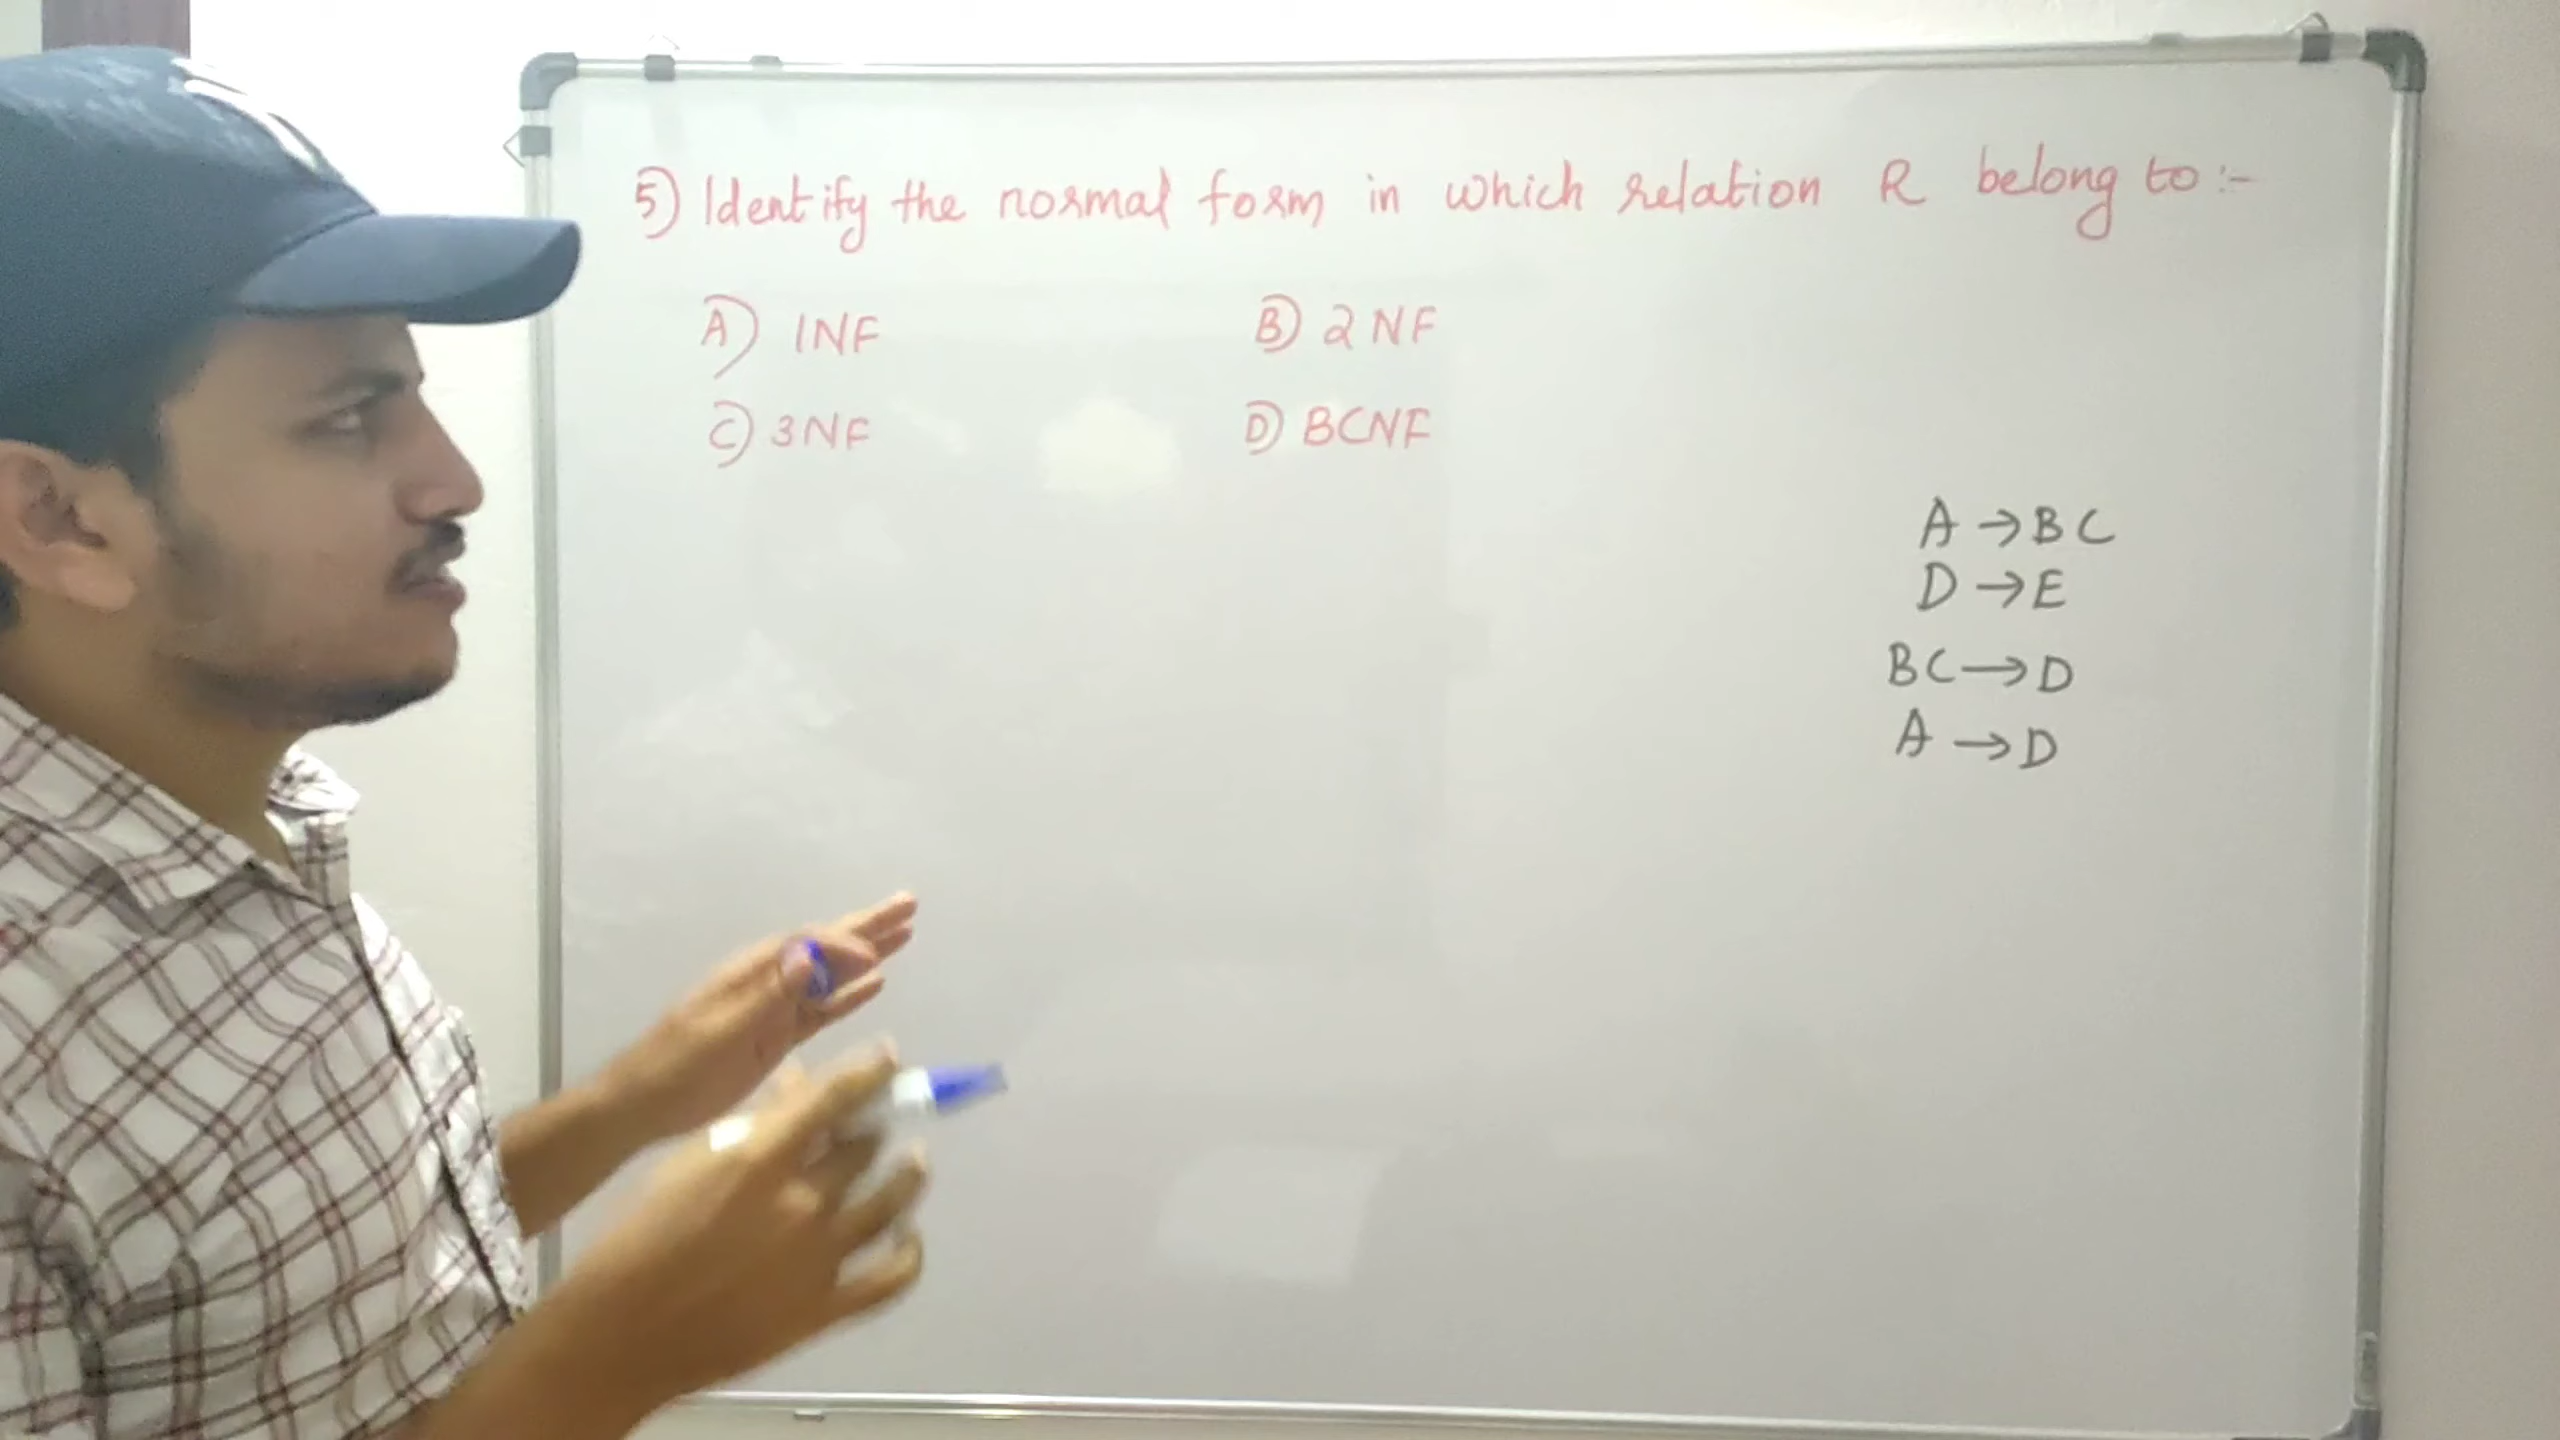 5) Identify the normal form in which relation R belong to :-
A) 1NF B) 2NF
C) 3NF D) BCNF
A → BC
D → E
BC → D
A → D